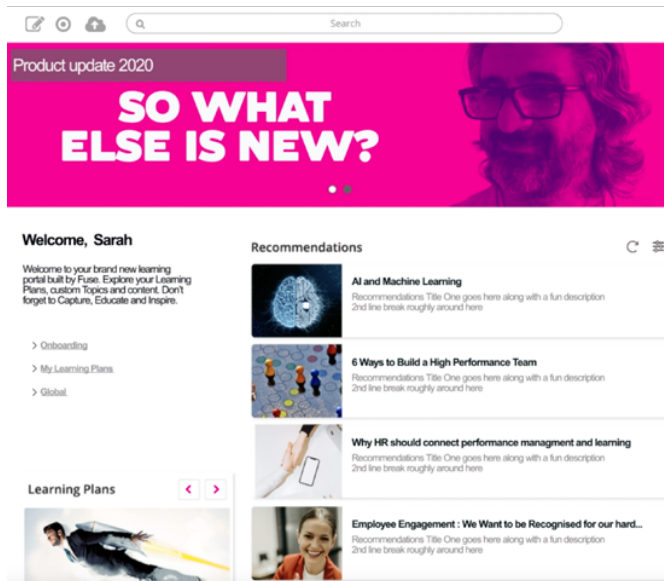 Search
Product update 2020
SO WHAT
ELSE IS NEW?
Welcome, Sarah
Welcome to your brand new learning
portal built by Fuse. Explore your Learning
Plans, custom Topics and content. Don't
forget to Capture, Educate and Inspire.
Onboarding
My Learning Plans
Global
Learning Plans
Recommendations
AI and Machine Learning
Recommendations Title One goes here along with a fun description
2nd line break roughly around here
6 Ways to Build a High Performance Team
Recommendations Title One goes here along with a fun description
2nd line break roughly around here
Why HR should connect performance managment and learning
Recommendations Title One goes here along with a fun description
2nd line break roughly around here
Employee Engagement : We Want to be Recognised for our hard...
Recommendations Title One goes here along with a fun description
2nd line break roughly around here